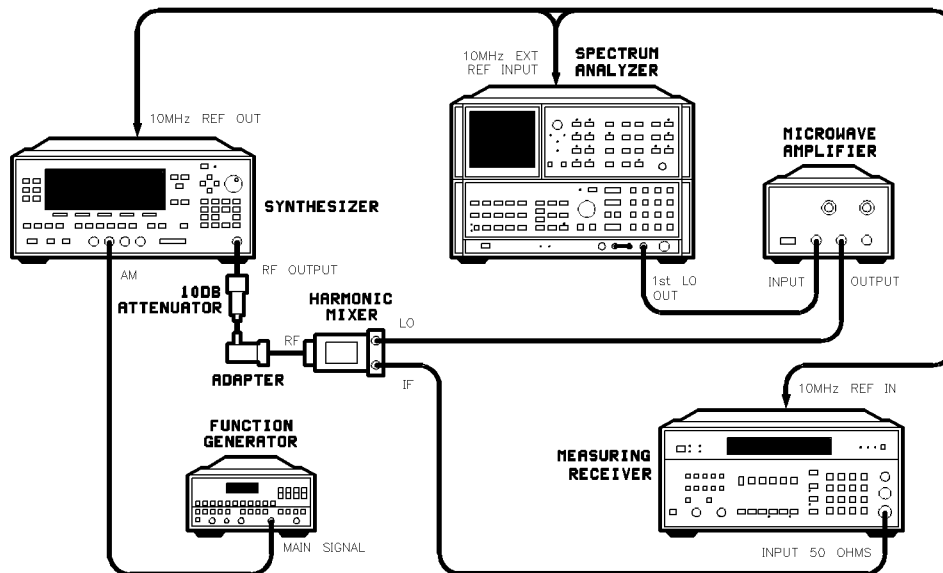 10MHz EXT
REF INPUT
SPECTRUM
ANALYZER
10MHz REF OUT
MICROWAVE
AMPLIFIER
SYNTHESIZER
AM
RF OUTPUT
10DB
ATTENUATOR
HARMONIC
MIXER
1st LO
OUT
INPUT
OUTPUT
LO
RF
IF
ADAPTER
10MHz REF IN
FUNCTION
GENERATOR
MEASURING
RECEIVER
MAIN SIGNAL
INPUT 50 OHMS